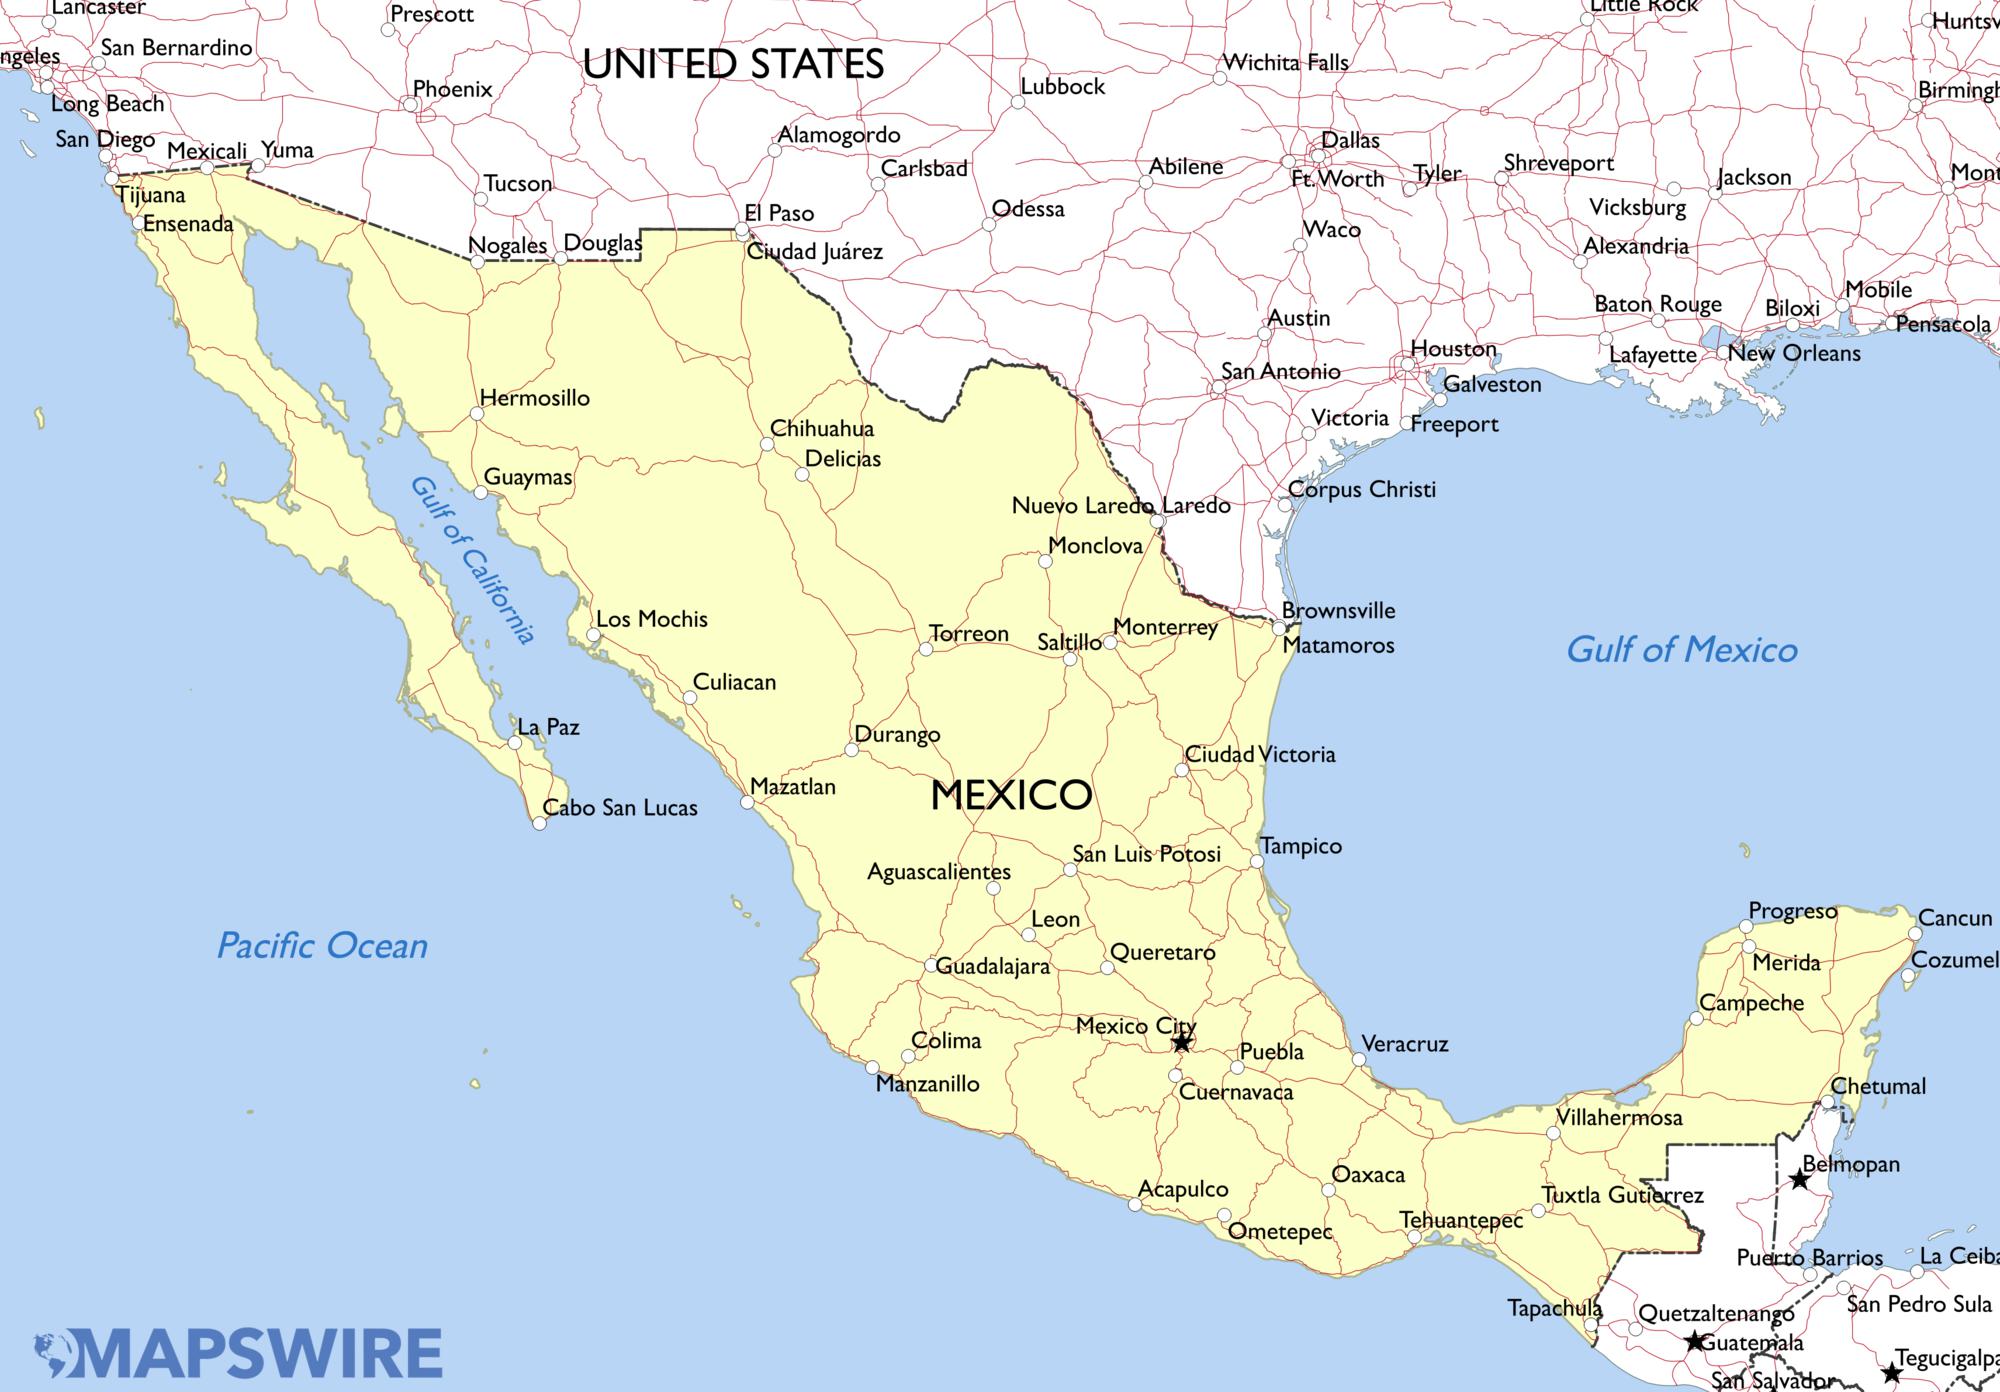 Lancaster
Prescott
Little Rock
Huntsv
San Bernardino
ngeles
UNITED STATES
Wichita Falls
Phoenix
Lubbock
Long Beach
Birmingh
San Diego
Mexicali
Yuma
Alamogordo
Dallas
Carlsbad
Abilene
Ft. Worth
Tyler
Shreveport
Jackson
Mont
Tijuana
Tucson
Ensenada
El Paso
Odessa
Vicksburg
Nogales
Douglas
Ciudad Juárez
Waco
Alexandria
Mobile
Austin
Baton Rouge
Biloxi
Pensacola
Houston
Lafayette
New Orleans
San Antonio
Galveston
Hermosillo
Victoria
Freeport
Chihuahua
Delicias
Guaymas
Gulf of California
Nuevo Laredo
Laredo
Corpus Christi
Monclova
Los Mochis
Brownsville
Torreon
Saltillo
Monterrey
Matamoros
Gulf of Mexico
Culiacan
La Paz
Durango
Ciudad Victoria
Mazatlan
MEXICO
Cabo San Lucas
Tampico
San Luis Potosi
Aguascalientes
Leon
Progreso
Cancun
Pacific Ocean
Queretaro
Guadalajara
Merida
Cozumel
Campeche
Mexico City
Colima
Puebla
Veracruz
Manzanillo
Cuernavaca
Chetumal
Villahermosa
Belmopan
Oaxaca
Acapulco
Tuxtla Gutierrez
Ometepec
Tehuantepec
Puerto Barrios
La Ceiba
Tapachula
Quetzaltenango
San Pedro Sula
Guatemala
Tegucigalpa
San Salvador
MAPSWIRE